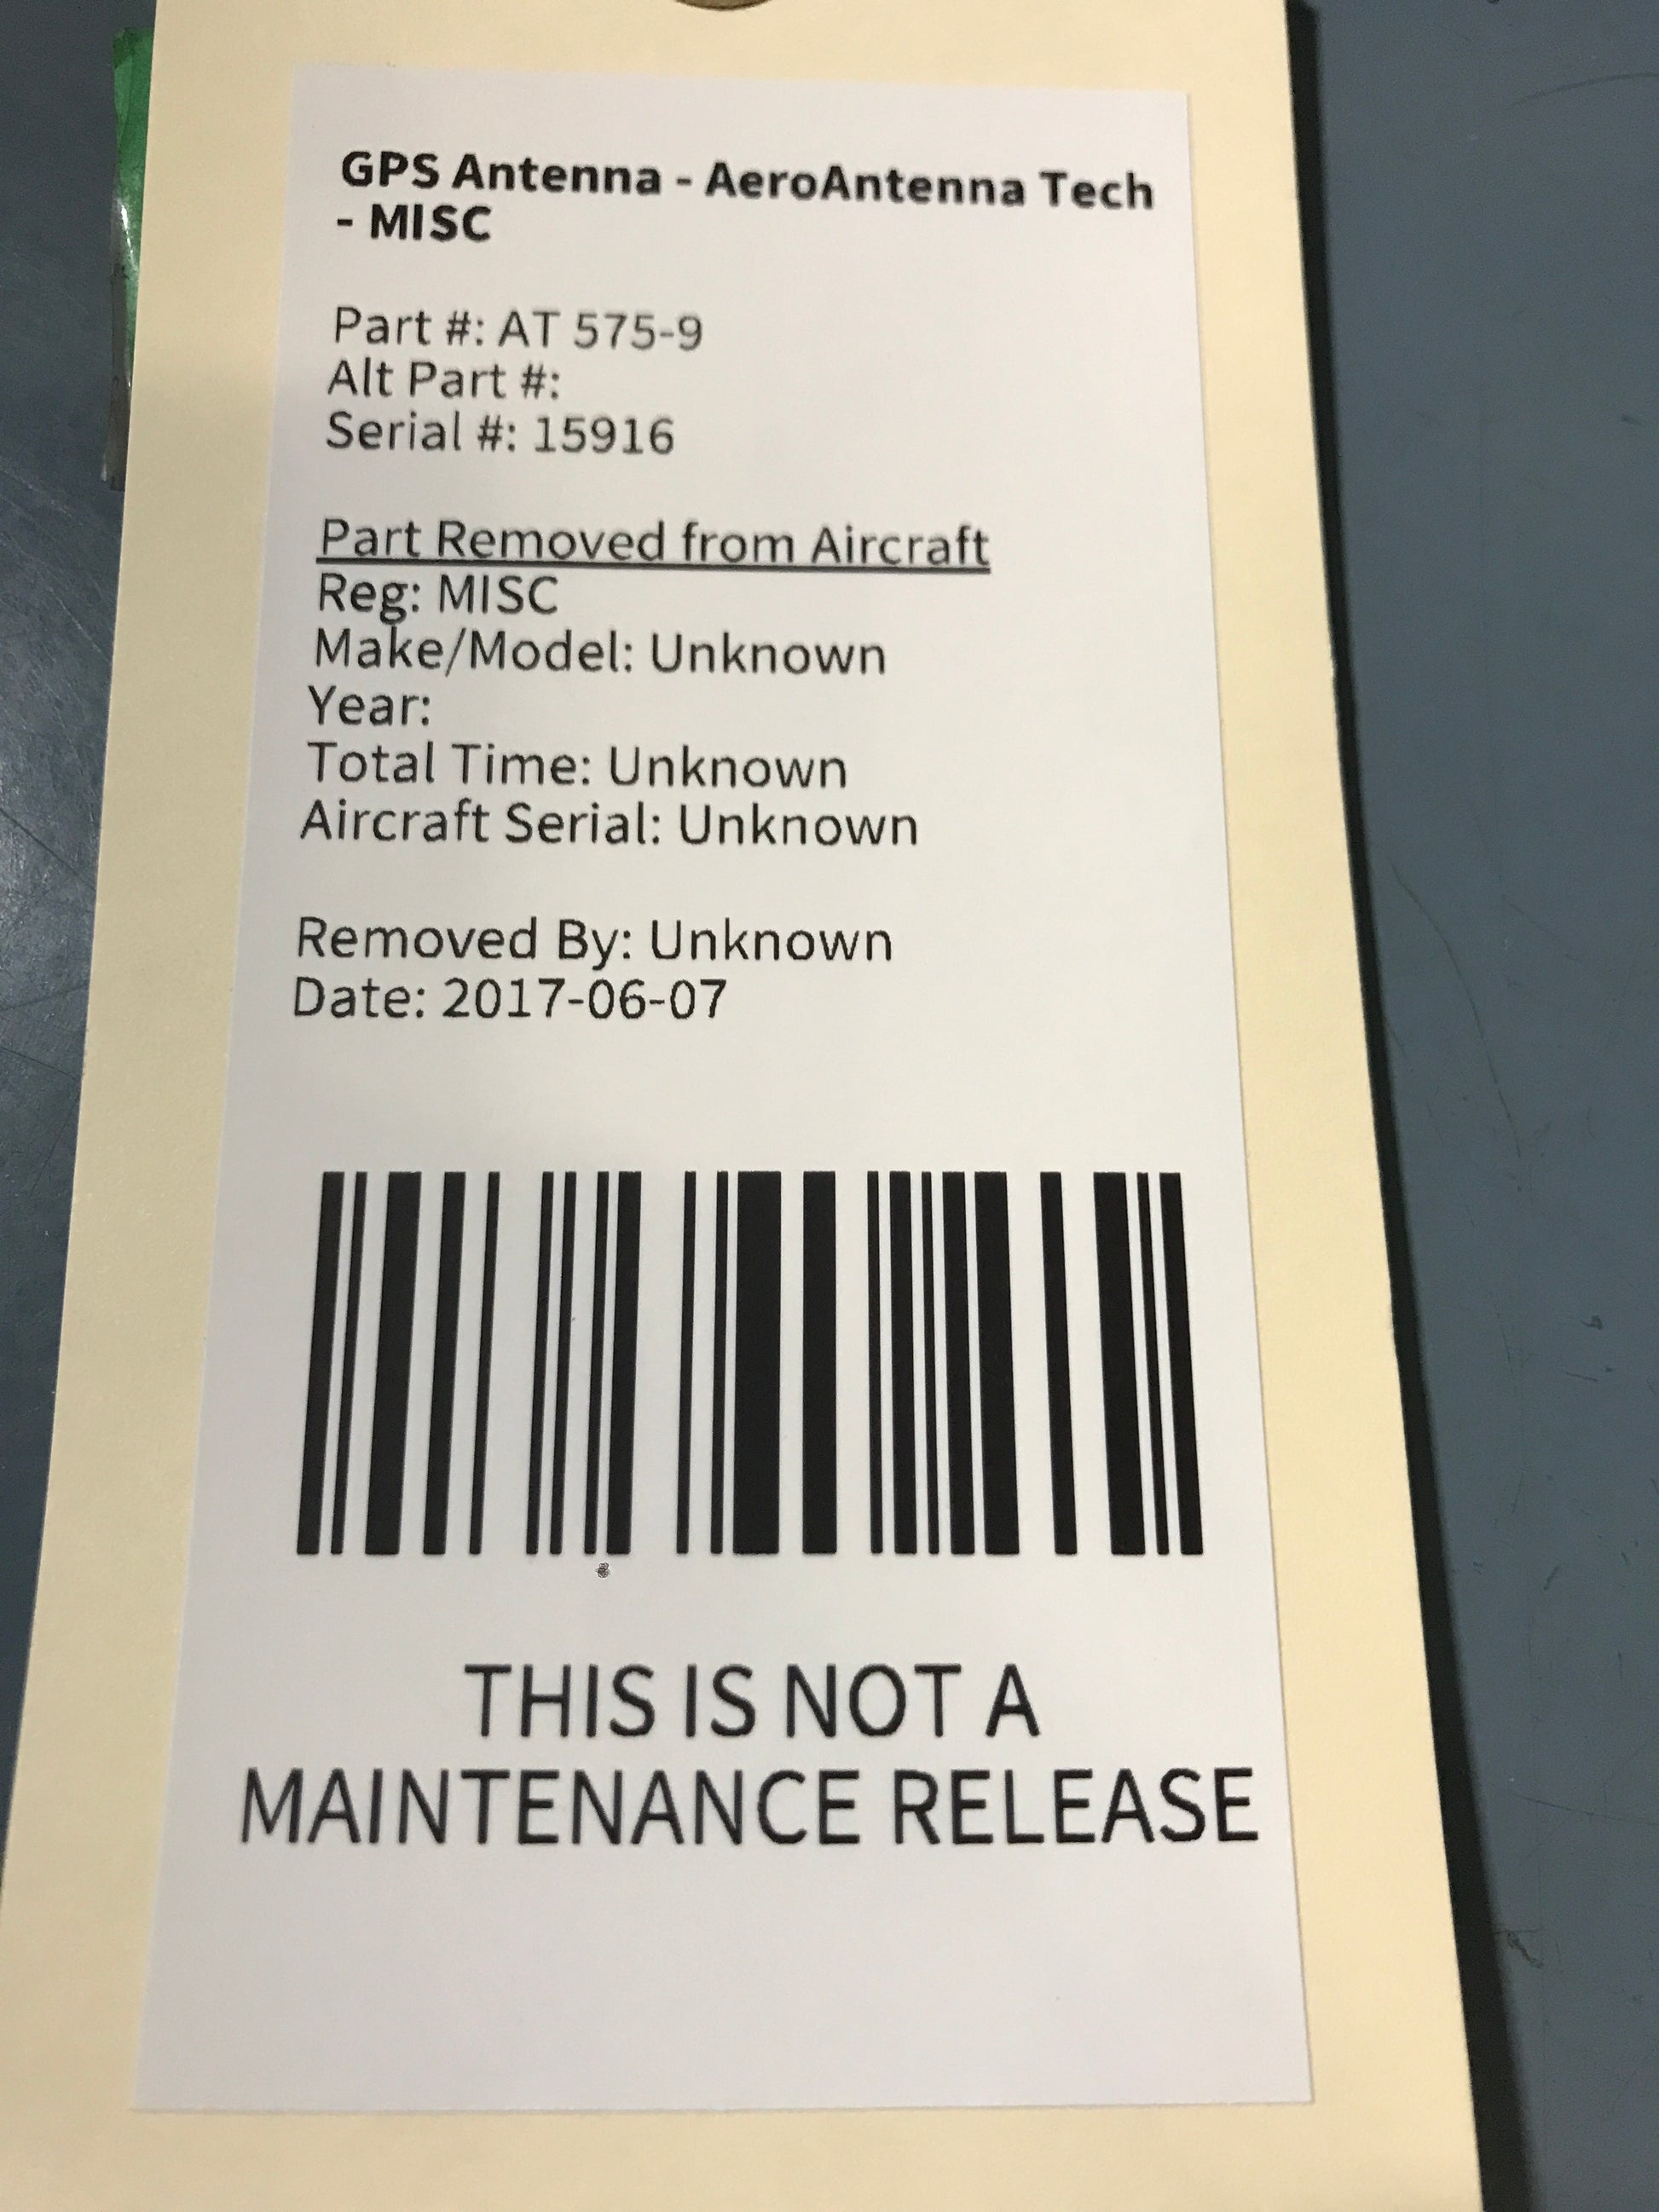 GPS Antenna - AeroAntenna Tech
- MISC
Part #: AT 575-9
Alt Part #:
Serial #: 15916
Part Removed from Aircraft
Reg: MISC
Make/Model: Unknown
Year:
Total Time: Unknown
Aircraft Serial: Unknown
Removed By: Unknown
Date: 2017-06-07
THIS IS NOT A
MAINTENANCE RELEASE